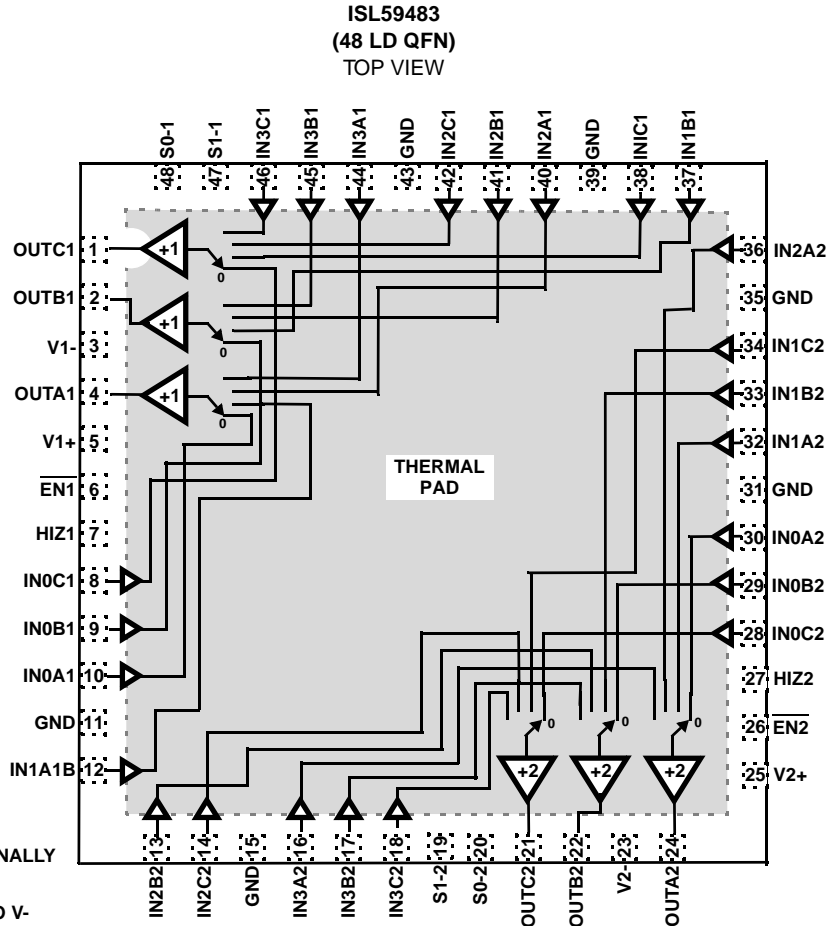 ISL59483
(48 LD QFN)
TOP VIEW
48 S0-1
47 S1-1
46 IN3C1
45 IN3B1
44 IN3A1
43 GND
42 IN2C1
41 IN2B1
40 IN2A1
39 GND
38 INIC1
37 IN1B1
OUTC1 1
OUTB1 2
V1- 3
OUTA1 4
V1+ 5
EN1 6
HIZ1 7
IN0C1 8
IN0B1 9
IN0A1 10
GND 11
IN1A1B 12
+1
0
+1
0
+1
0
THERMAL
PAD
36 IN2A2
35 GND
34 IN1C2
33 IN1B2
32 IN1A2
31 GND
30 IN0A2
29 IN0B2
28 IN0C2
27 HIZ2
26 EN2
25 V2+
0
0
0
+2
+2
+2
IN2B2 13
IN2C2 14
GND 15
IN3A2 16
IN3B2 17
IN3C2 18
S1-2 19
S0-2 20
OUTC2 21
OUTB2 22
V2- 23
OUTA2 24
NALLY
V-